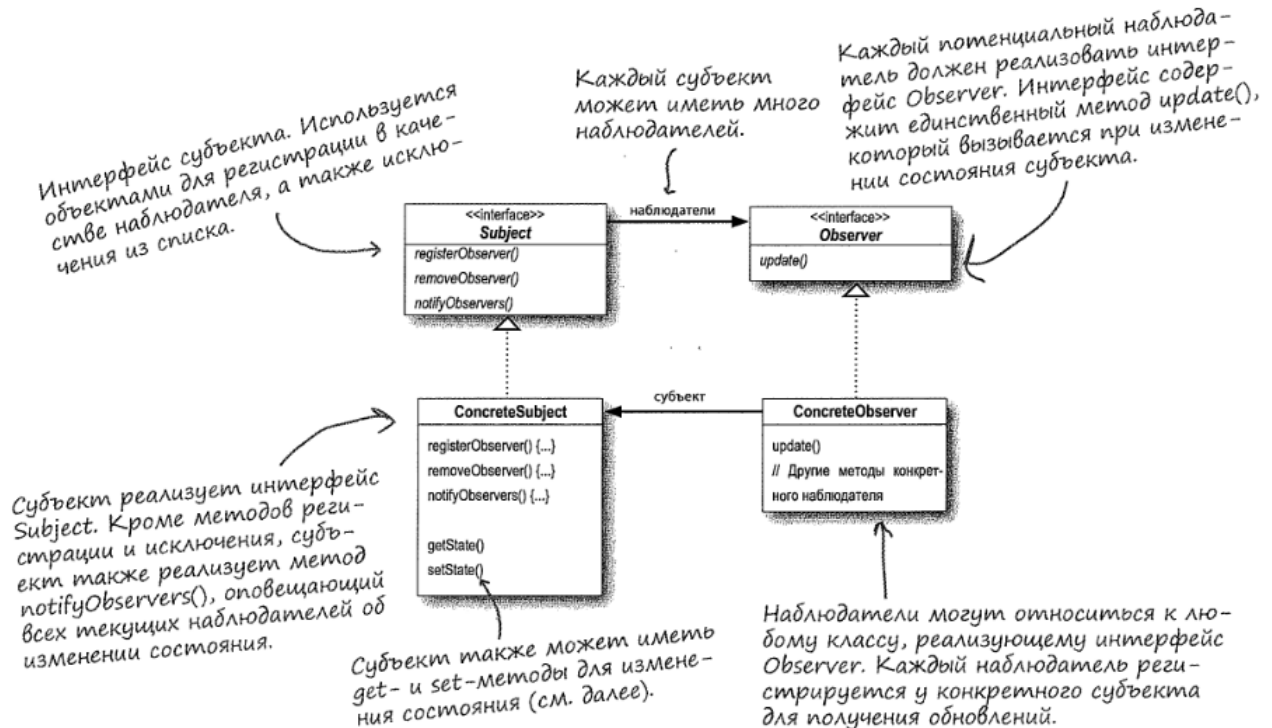 Интерфейс субъекта. Используется
объектами для регистрации в каче-
стве наблюдателя, а также исклю-
чения из списка.
Каждый субъект
может иметь много
наблюдателей.
Каждый потенциальный наблюда-
тель должен реализовать интер-
фейс Observer. Интерфейс содер-
жит единственный метод update(),
который вызывается при измене-
нии состояния субъекта.
<<interface>>
Subject
registerObserver()
removeObserver()
notifyObservers()
наблюдатели
<<interface>>
Observer
update()
ConcreteSubject
registerObserver() {...}
removeObserver() {...}
notifyObservers() {...}
getState()
setState()
субъект
ConcreteObserver
update()
// Другие методы конкрет-
ного наблюдателя
Субъект реализует интерфейс
Subject. Кроме методов реги-
страции и исключения, субъ-
ект также реализует метод
notifyObservers(), оповещающий
всех текущих наблюдателей об
изменении состояния.
Субъект также может иметь
get- и set-методы для измене-
ния состояния (см. далее).
Наблюдатели могут относиться к лю-
бому классу, реализующему интерфейс
Observer. Каждый наблюдатель реги-
стрируется у конкретного субъекта
для получения обновлений.